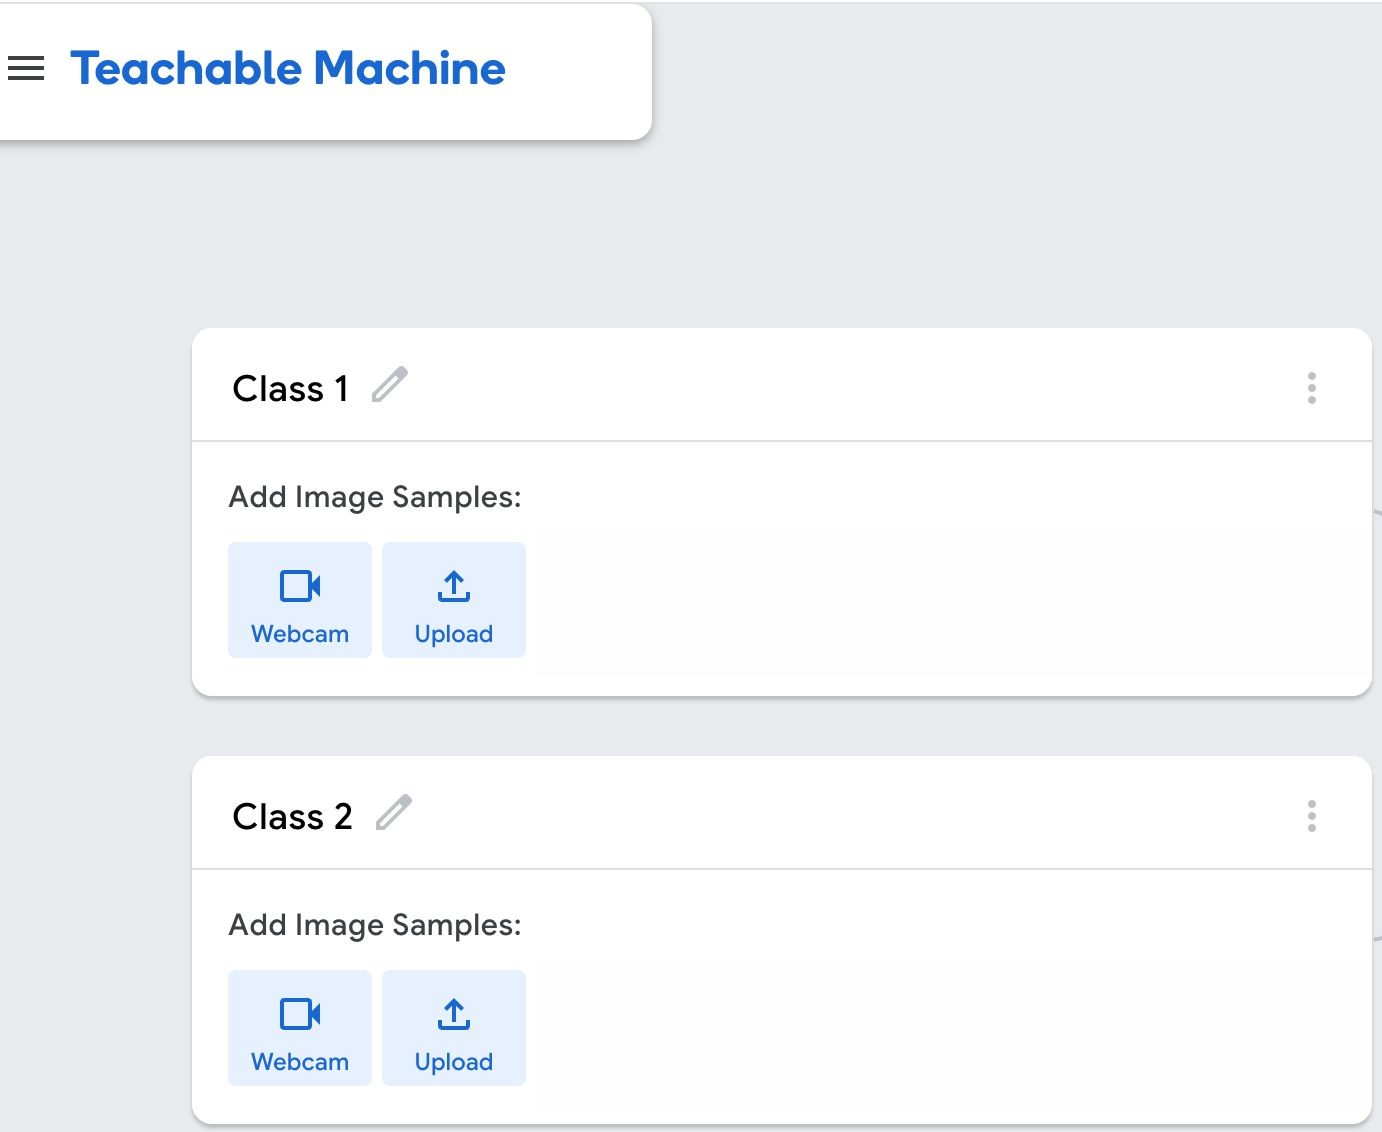 Teachable Machine
Class 1
Add Image Samples:
Webcam Upload
Class 2
Add Image Samples:
Webcam Upload